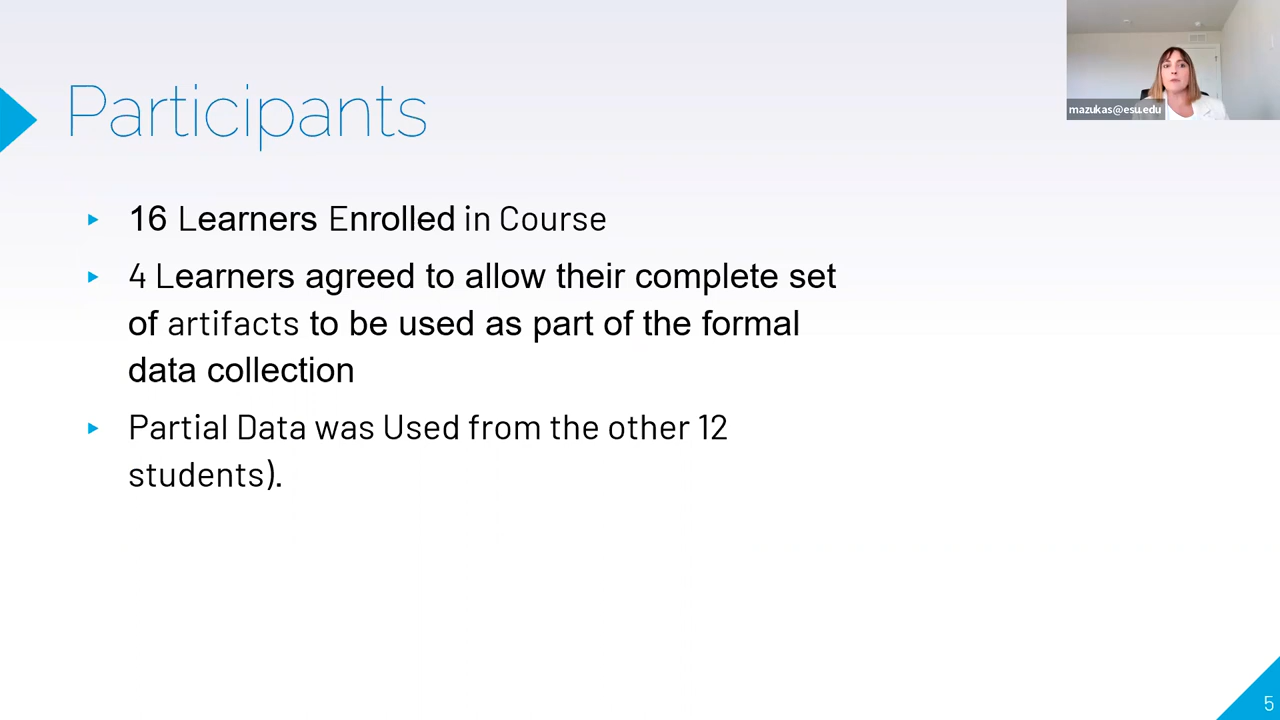 mazukas@esu.edu
Participants
▸ 16 Learners Enrolled in Course
▸ 4 Learners agreed to allow their complete set
of artifacts to be used as part of the formal
data collection
▸ Partial Data was Used from the other 12
students).
5